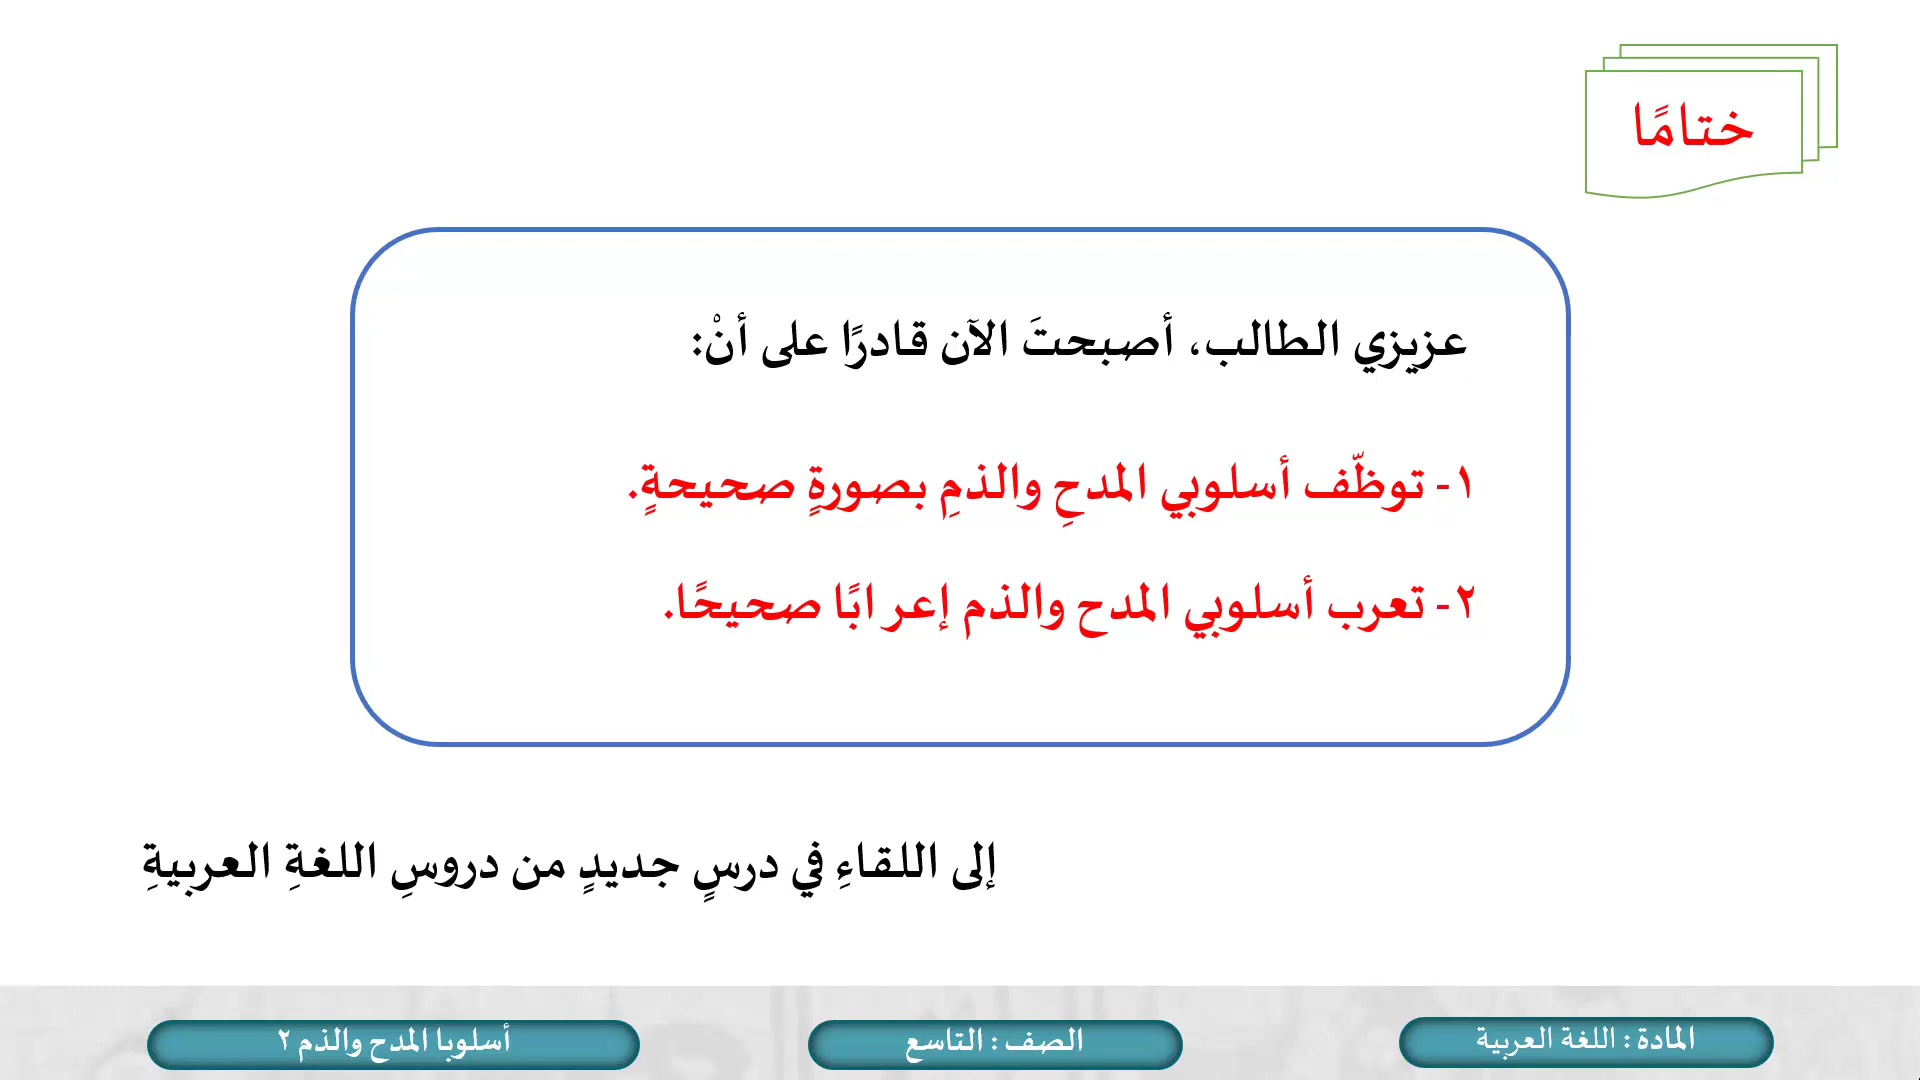 ختامًا
عزيزي الطالب، أصبحتَ الآن قادرًا على أنْ:
١- توظّف أسلوبي المدحِ والذمِ بصورةٍ صحيحةٍ.
٢- تعرب أسلوبي المدح والذم إعرابًا صحيحًا.
إلى اللقاءِ في درسٍ جديدٍ من دروسِ اللغةِ العربيةِ
المادة : اللغة العربية
الصف : التاسع
أسلوبا المدح والذم ٢